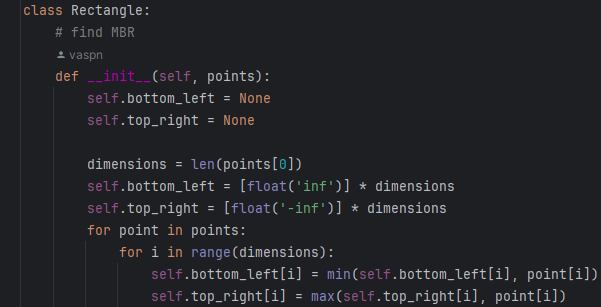 class Rectangle:
# find MBR
vaspn
def __init__(self, points):
self.bottom_left = None
self.top_right = None
dimensions = len(points[0])
self.bottom_left = [float('inf')] * dimensions
self.top_right = [float('-inf')] * dimensions
for point in points:
for i in range(dimensions):
self.bottom_left[i] = min(self.bottom_left[i], point[i])
self.top_right[i] = max(self.top_right[i], point[i])